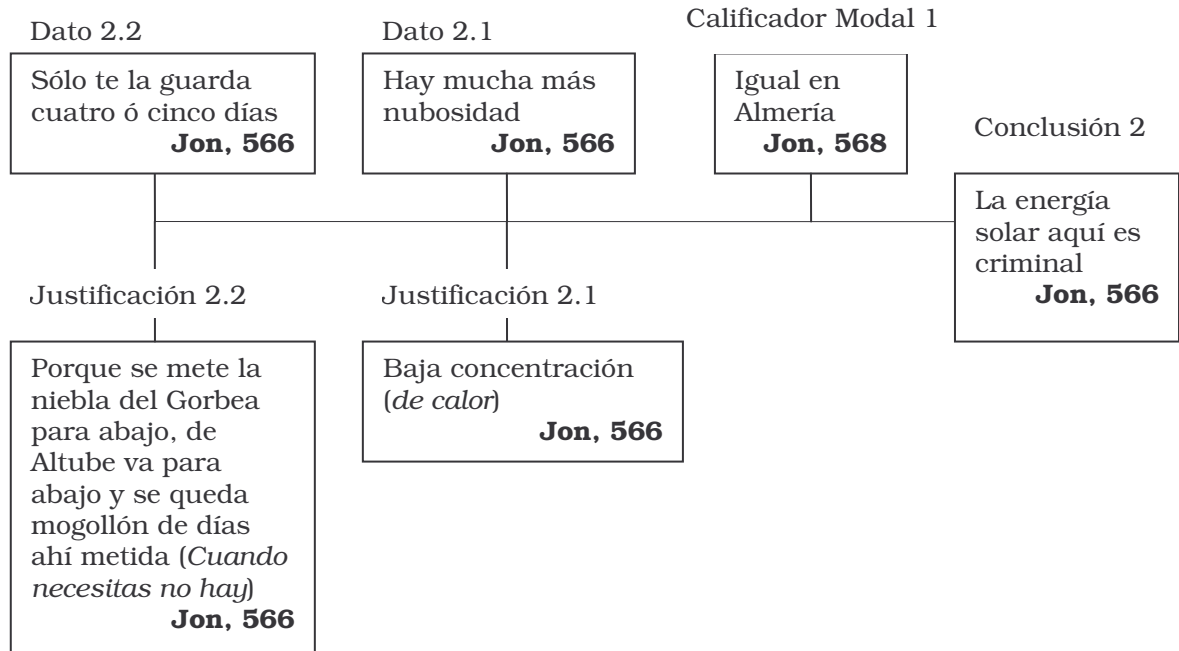 Dato 2.2
Sólo te la guarda
cuatro ó cinco días
Jon, 566
Dato 2.1
Hay mucha más
nubosidad
Jon, 566
Calificador Modal 1
Igual en
Almería
Jon, 568
Conclusión 2
La energía
solar aquí es
criminal
Jon, 566
Justificación 2.2
Porque se mete la
niebla del Gorbea
para abajo, de
Altube va para
abajo y se queda
mogollón de días
ahí metida (Cuando
necesitas no hay)
Jon, 566
Justificación 2.1
Baja concentración
(de calor)
Jon, 566